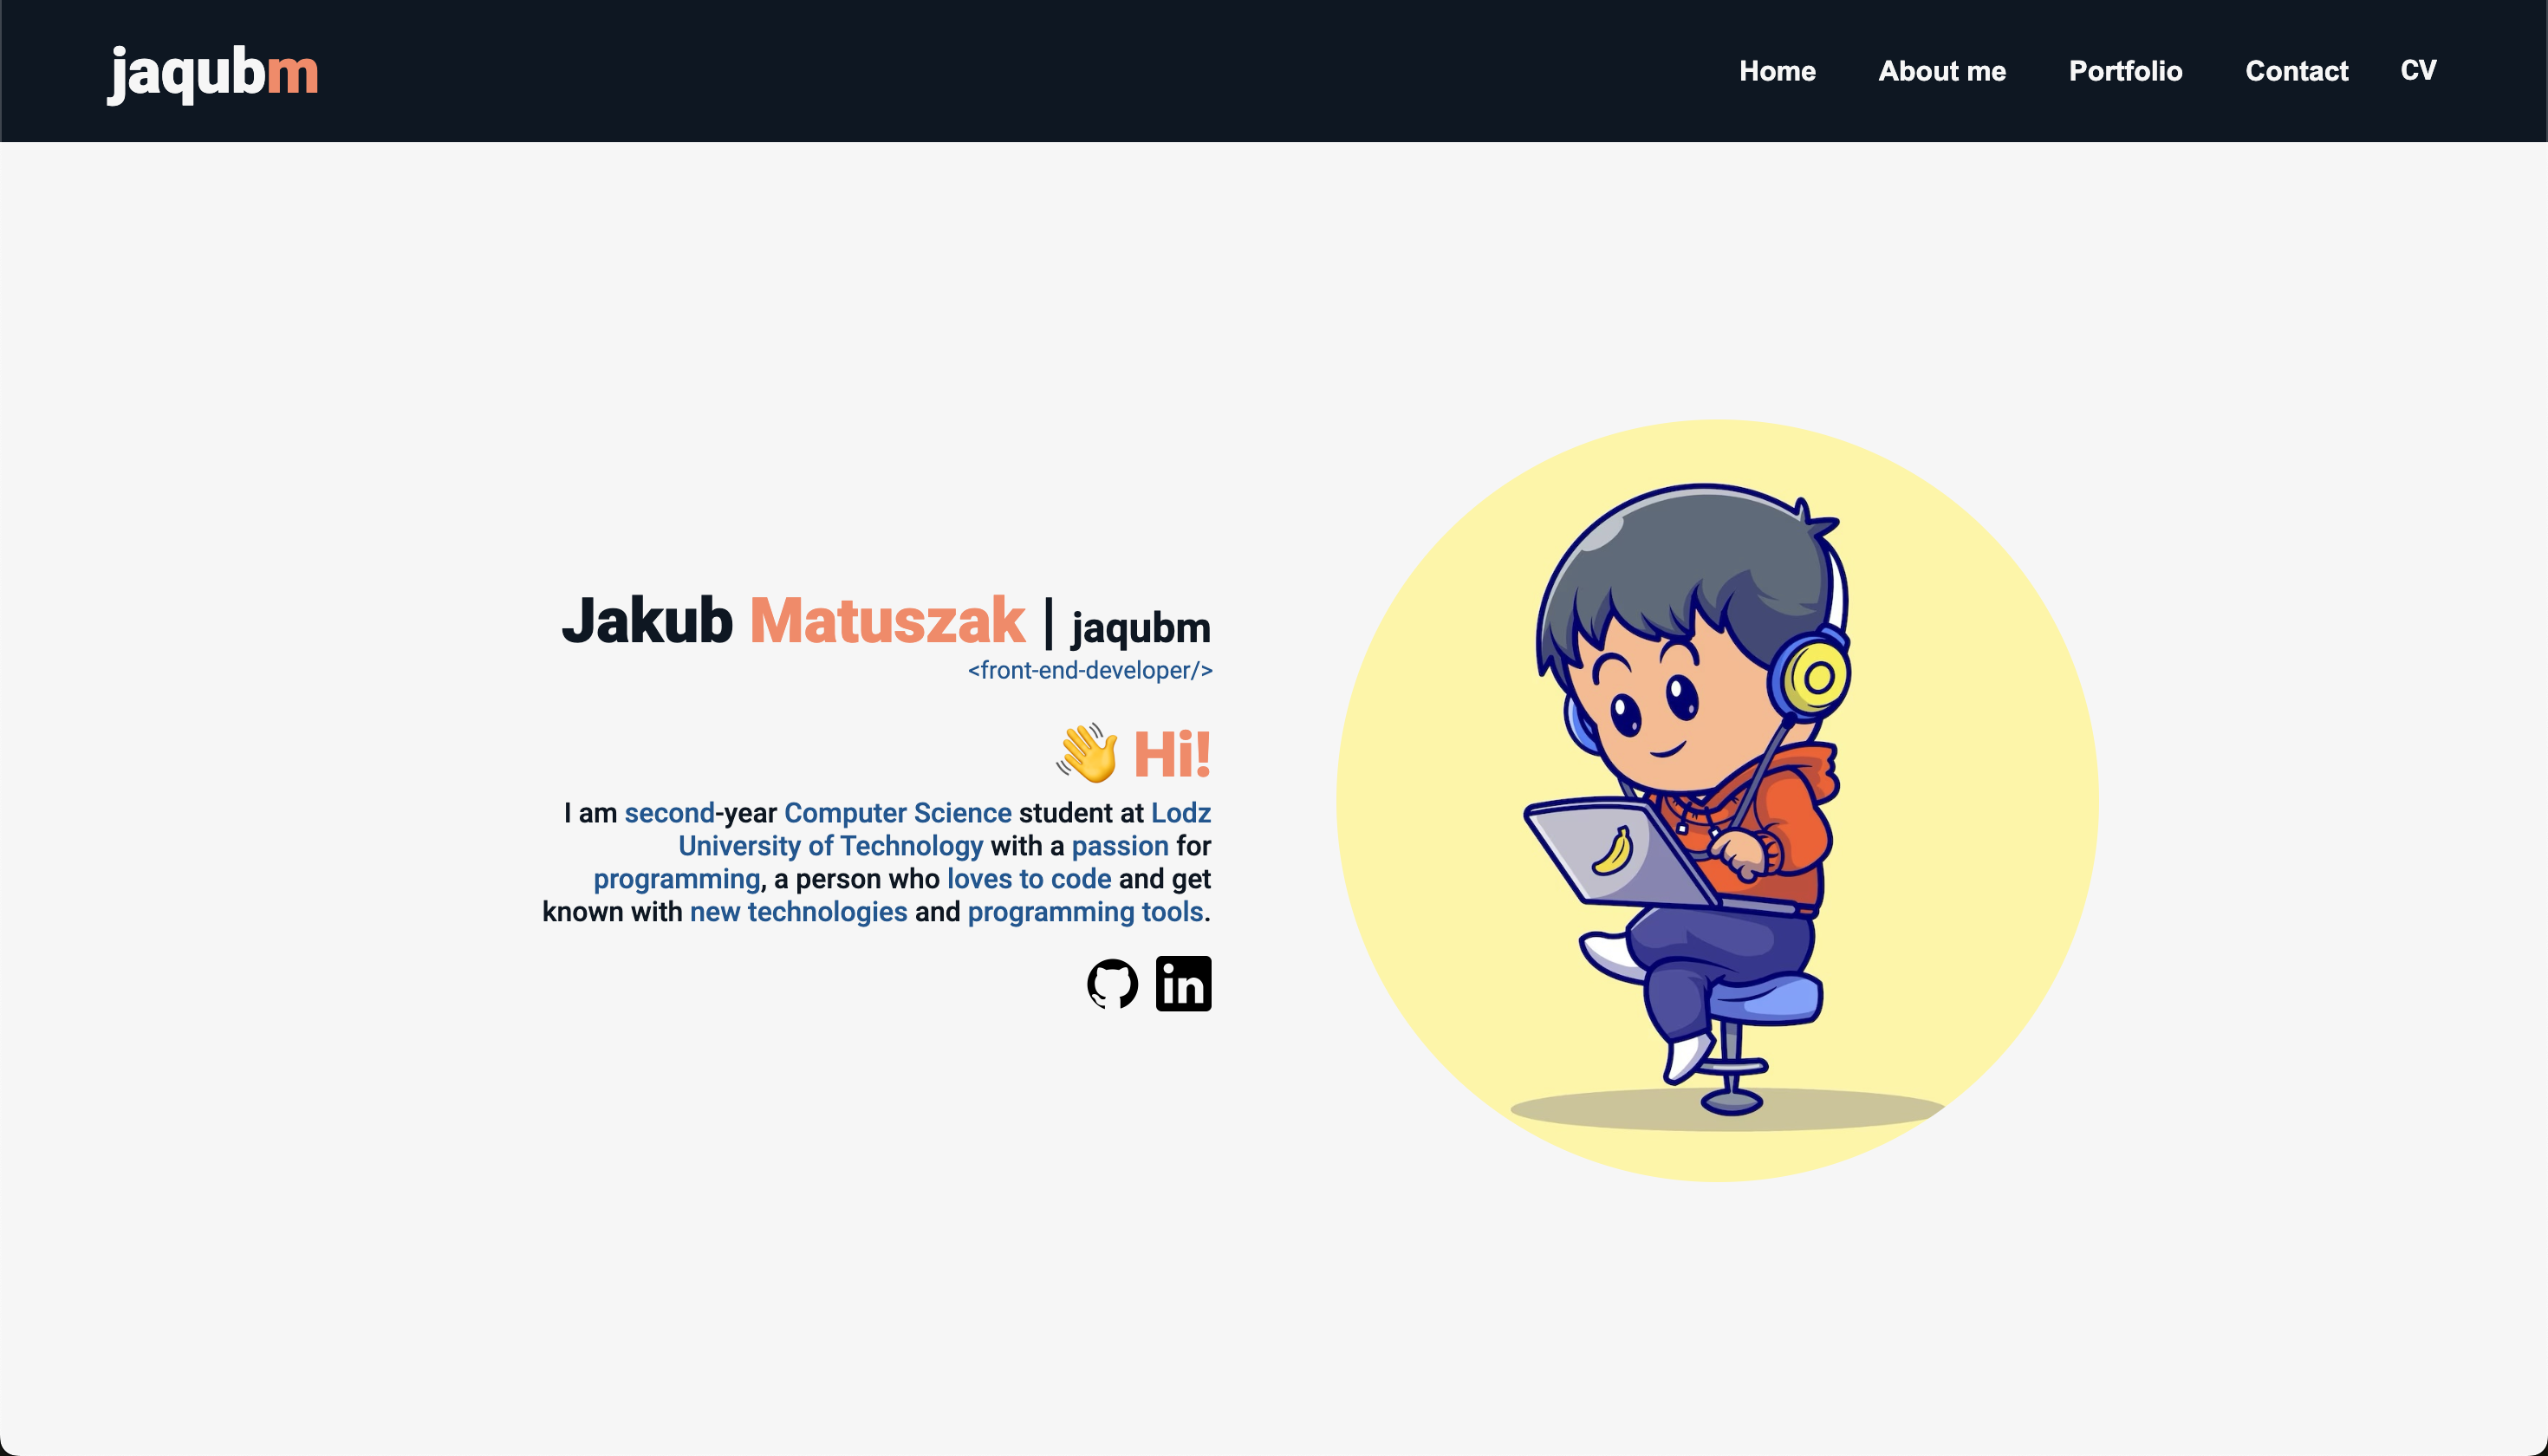 jaqubm
Home About me Portfolio Contact CV
Jakub Matuszak | jaqubm
<front-end-developer/>
👋 Hi!
I am second-year Computer Science student at Lodz
University of Technology with a passion for
programming, a person who loves to code and get
known with new technologies and programming tools.
in